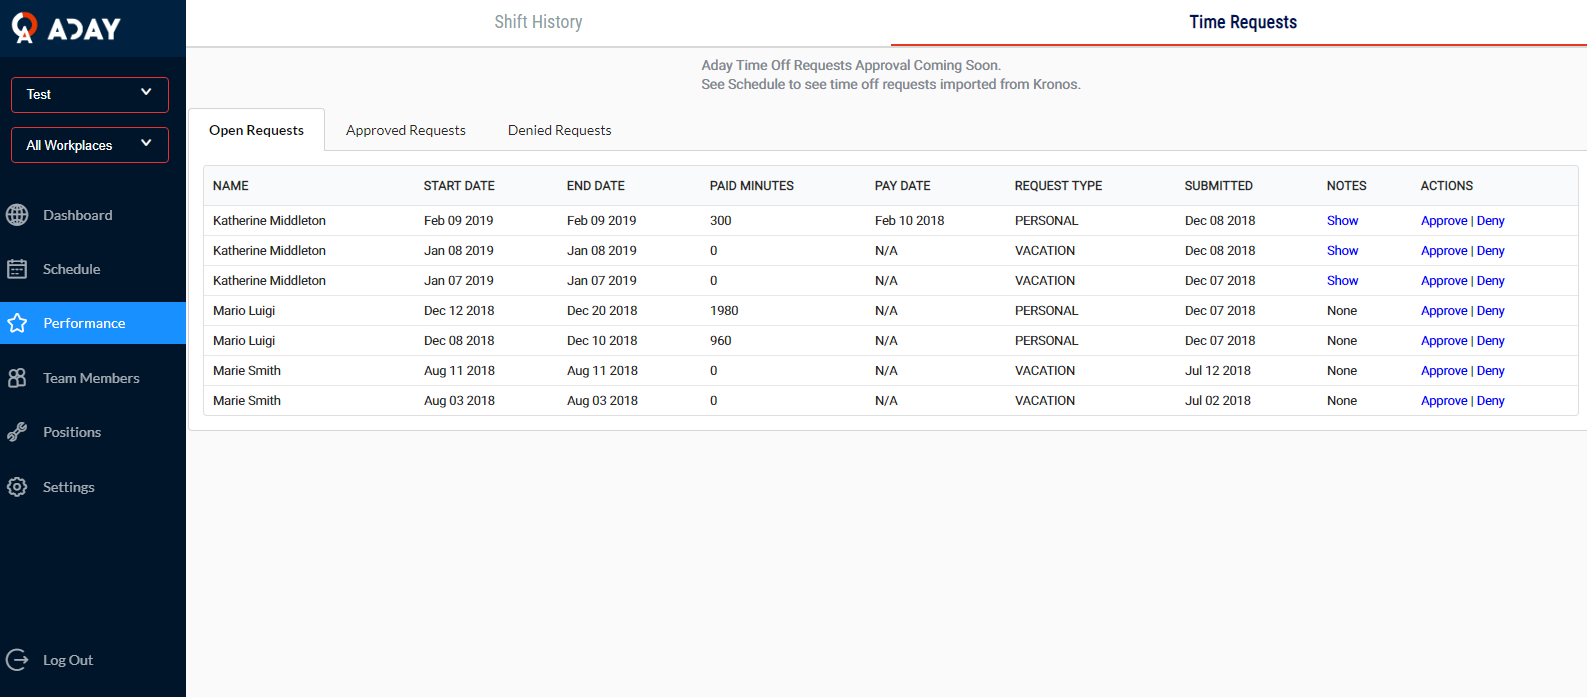 ADAY
Test
All Workplaces
Dashboard
Schedule
Performance
Team Members
Positions
Settings
Log Out
Shift History Time Requests
Aday Time Off Requests Approval Coming Soon.
See Schedule to see time off requests imported from Kronos.
Open Requests Approved Requests Denied Requests
NAME START DATE END DATE PAID MINUTES PAY DATE REQUEST TYPE SUBMITTED NOTES ACTIONS
Katherine Middleton Feb 09 2019 Feb 09 2019 300 Feb 10 2018 PERSONAL Dec 08 2018 Show Approve | Deny
Katherine Middleton Jan 08 2019 Jan 08 2019 0 N/A VACATION Dec 08 2018 Show Approve | Deny
Katherine Middleton Jan 07 2019 Jan 07 2019 0 N/A VACATION Dec 07 2018 Show Approve | Deny
Mario Luigi Dec 12 2018 Dec 20 2018 1980 N/A PERSONAL Dec 07 2018 None Approve | Deny
Mario Luigi Dec 08 2018 Dec 10 2018 960 N/A PERSONAL Dec 07 2018 None Approve | Deny
Marie Smith Aug 11 2018 Aug 11 2018 0 N/A VACATION Jul 12 2018 None Approve | Deny
Marie Smith Aug 03 2018 Aug 03 2018 0 N/A VACATION Jul 02 2018 None Approve | Deny